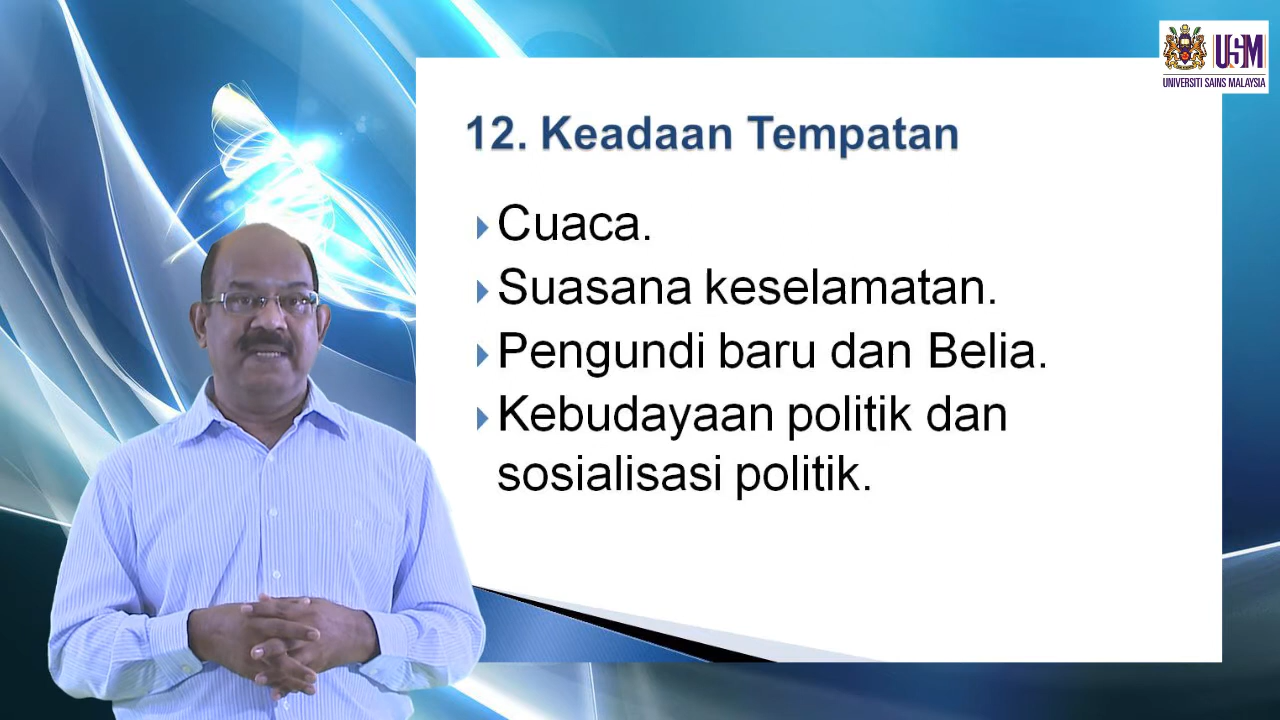 USM
UNIVERSITI SAINS MALAYSIA
12. Keadaan Tempatan
Cuaca.
Suasana keselamatan.
Pengundi baru dan Belia.
Kebudayaan politik dan
sosialisasi politik.